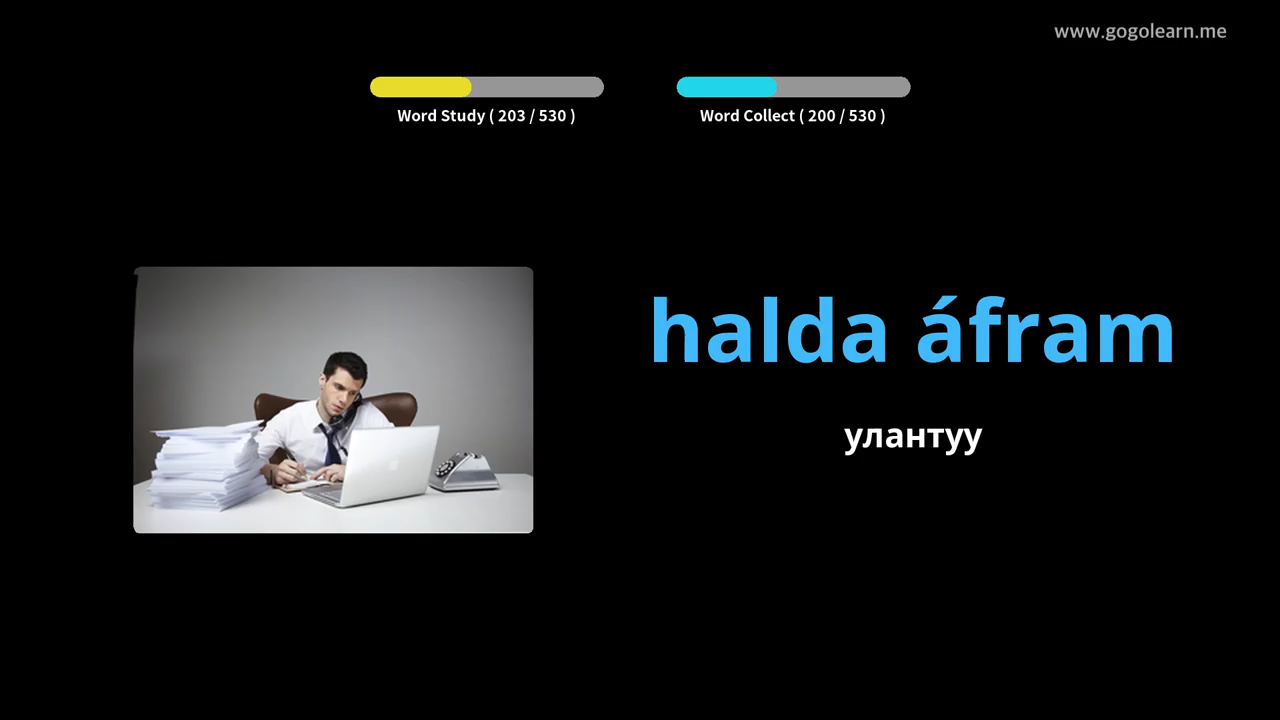 www.gogolearn.me
Word Study ( 203 / 530 )
Word Collect ( 200 / 530 )
halda áfram
улантуу